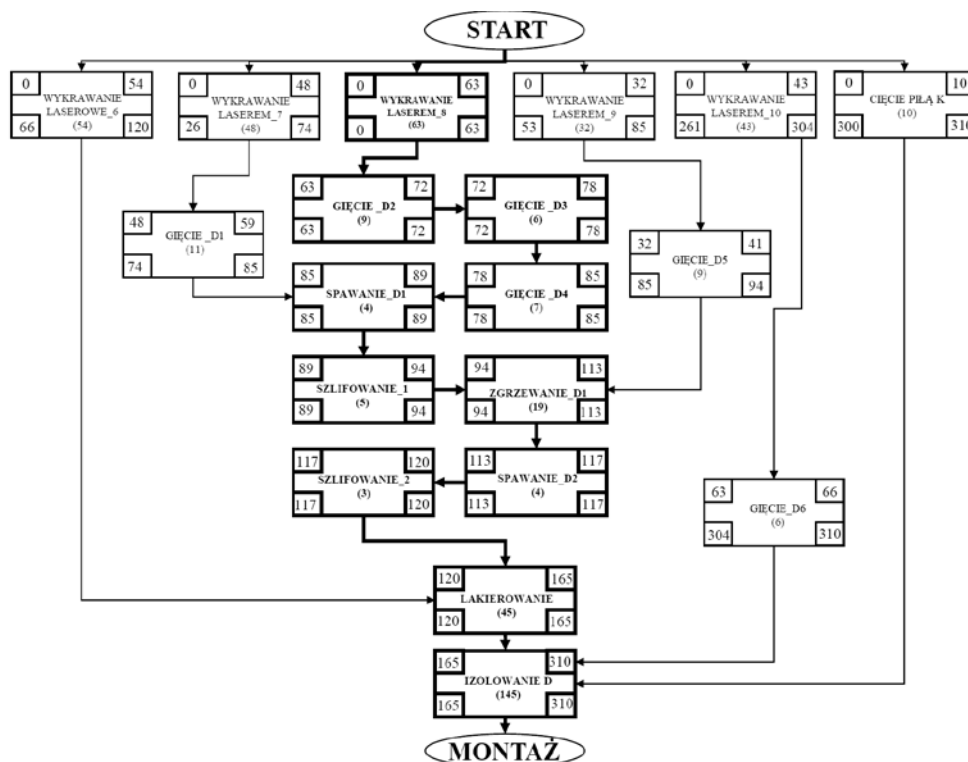 START
0 54
WYKRAWANIE
LASEROWE_6
(54)
66 120
0 48
WYKRAWANIE
LASEREM_7
(48)
26 74
0 63
WYKRAWANIE
LASEREM_8
(63)
0 63
0 32
WYKRAWANIE
LASEREM_9
(32)
53 85
0 43
WYKRAWANIE
LASEREM_10
(43)
261 304
0 10
CIĘCIE PIŁĄ K
(10)
300 310
63 72
GIĘCIE _D2
(9)
63 72
72 78
GIĘCIE _D3
(6)
72 78
48 59
GIĘCIE _D1
(11)
74 85
32 41
GIĘCIE_D5
(9)
85 94
85 89
SPAWANIE_D1
(4)
85 89
78 85
GIĘCIE _D4
(7)
78 85
89 94
SZLIFOWANIE_1
(5)
89 94
94 113
ZGRZEWANIE_D1
(19)
94 113
117 120
SZLIFOWANIE_2
(3)
117 120
113 117
SPAWANIE_D2
(4)
113 117
63 66
GIĘCIE_D6
(6)
304 310
120 165
LAKIEROWANIE
(45)
120 165
165 310
IZOLOWANIE D
(145)
165 310
MONTAŻ